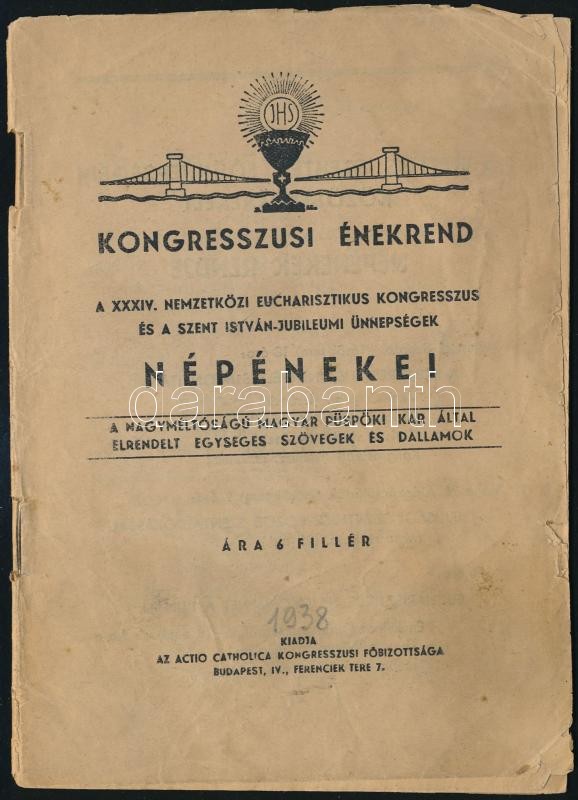 JHS
KONGRESSZUSI ÉNEKREND
A XXXIV. NEMZETKÖZI EUCHARISZTIKUS KONGRESSZUS
ÉS A SZENT ISTVÁN-JUBILEUMI ÜNNEPSÉGEK
NÉPÉNEKEI
darabanth
A NAGYMÉLTÓSÁGÚ MAGYAR PÜSPÖKI KAR ÁLTAL
ELRENDELT EGYSÉGES SZÖVEGEK ÉS DALLAMOK
ÁRA 6 FILLÉR
1938
KIADJA
AZ ACTIO CATHOLICA KONGRESSZUSI FŐBIZOTTSÁGA
BUDAPEST, IV., FERENCIEK TERE 7.